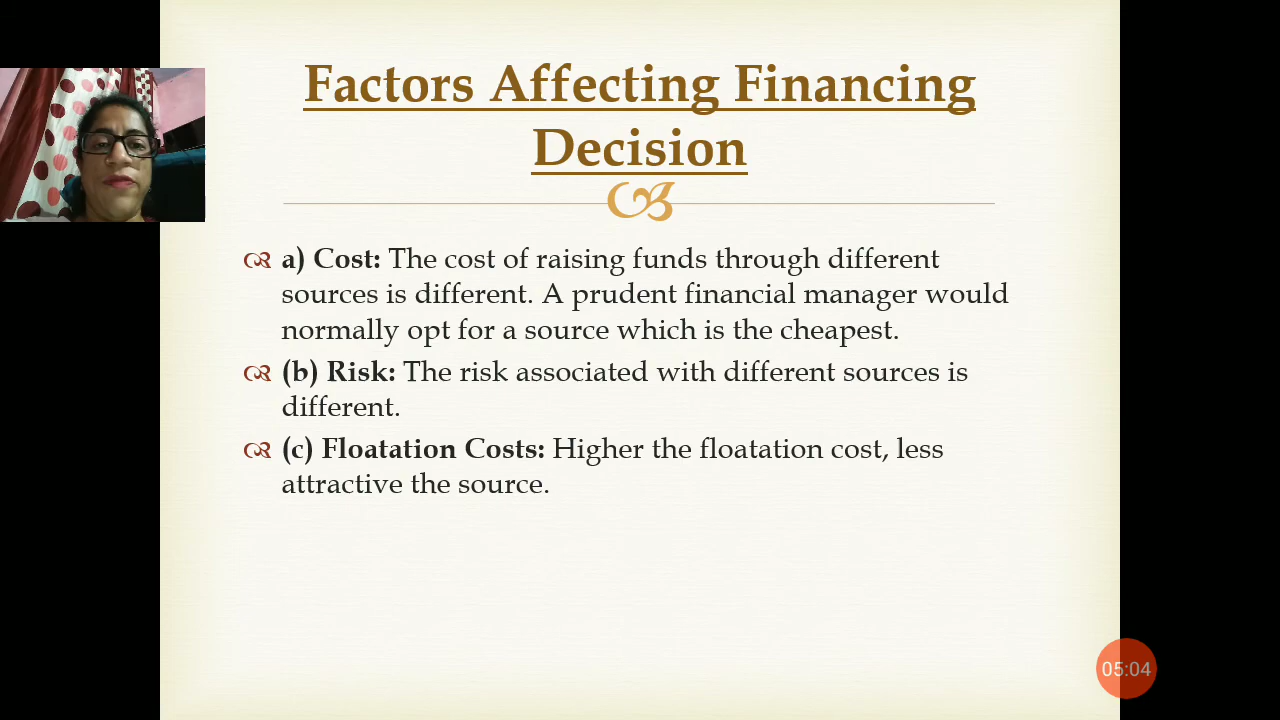 Factors Affecting Financing
Decision
a) Cost: The cost of raising funds through different
sources is different. A prudent financial manager would
normally opt for a source which is the cheapest.
(b) Risk: The risk associated with different sources is
different.
(c) Floatation Costs: Higher the floatation cost, less
attractive the source.
05:04